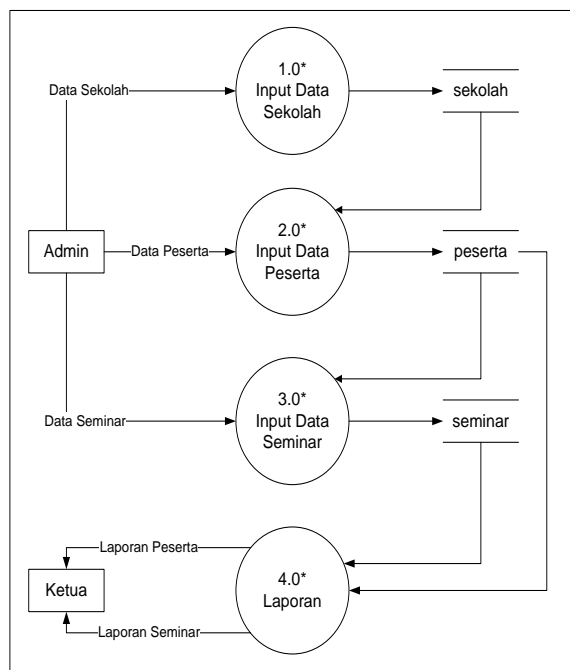 1.0*
Input Data
Sekolah
Data Sekolah
sekolah
2.0*
Input Data
Peserta
Admin
Data Peserta
peserta
3.0*
Input Data
Seminar
Data Seminar
seminar
Laporan Peserta
4.0*
Laporan
Ketua
Laporan Seminar